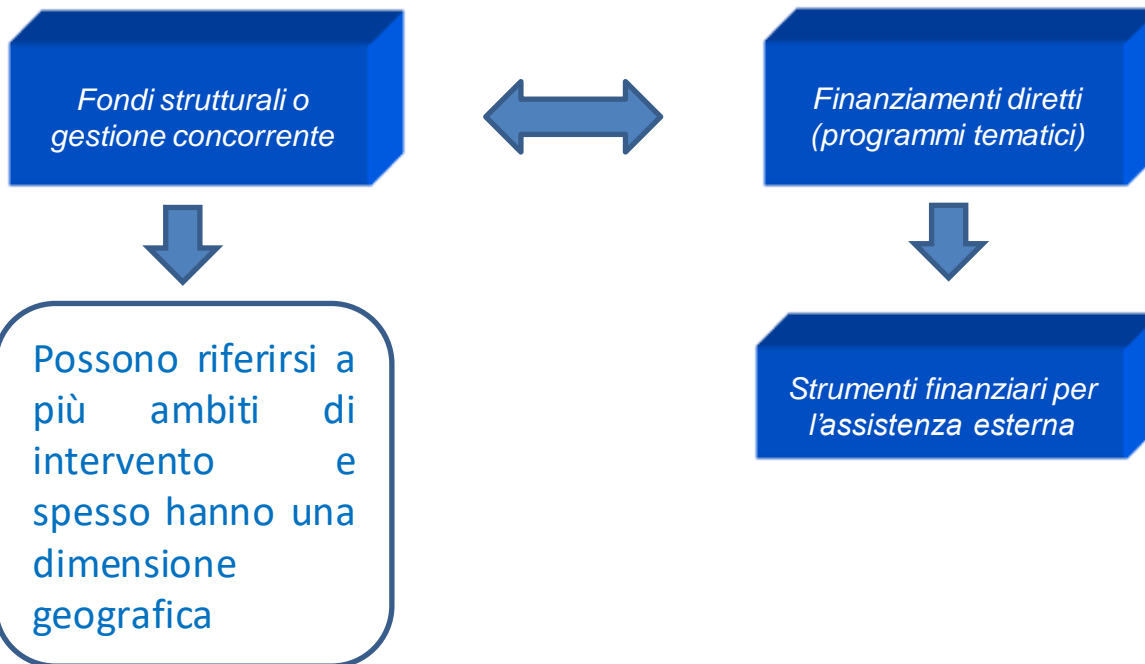 Fondi strutturali o
gestione concorrente
Finanziamenti diretti
(programmi tematici)
Possono riferirsi a
più ambiti di
intervento e
spesso hanno una
dimensione
geografica
Strumenti finanziari per
l'assistenza esterna